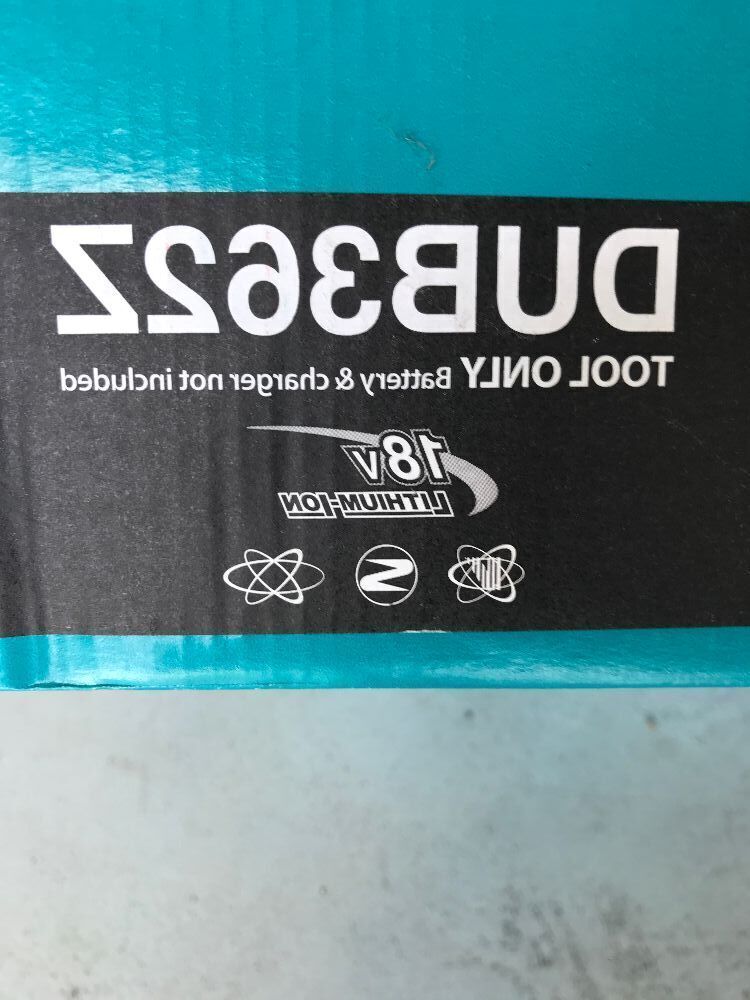 DUB362Z
TOOL ONLY Battery & charger not included
18V
LITHIUM-ION